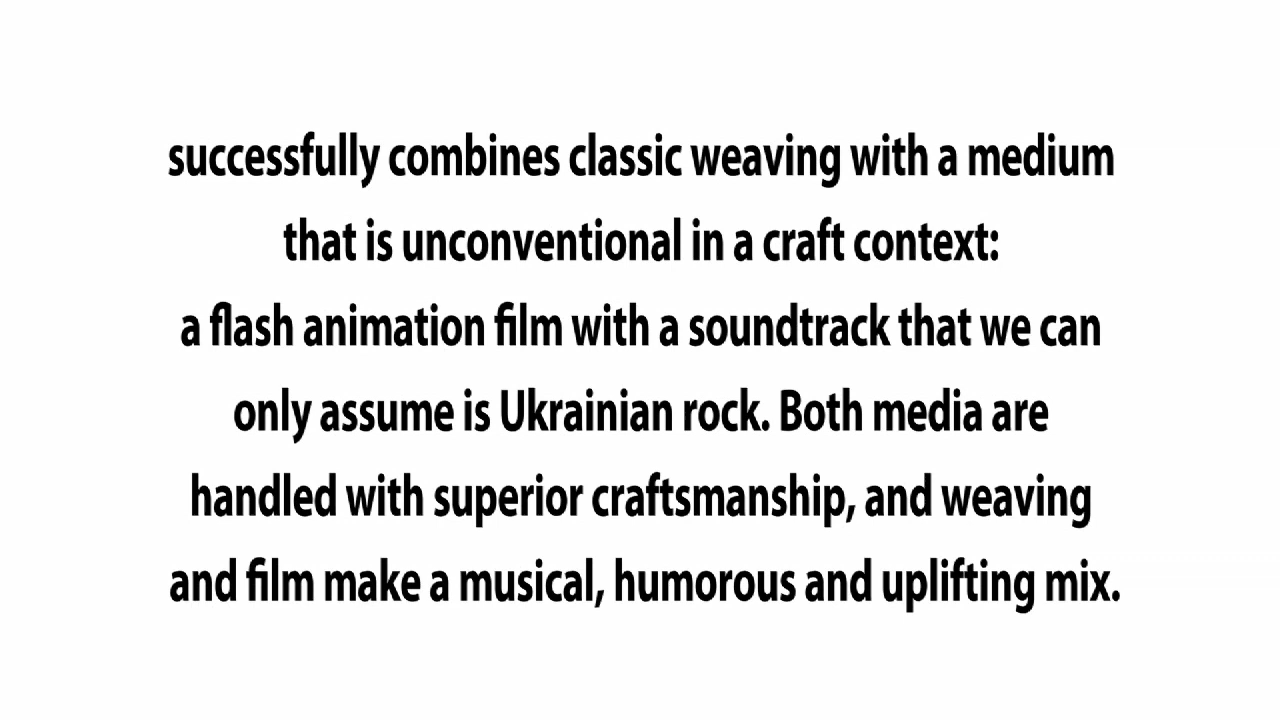 successfully combines classic weaving with a medium
that is unconventional in a craft context:
a flash animation film with a soundtrack that we can
only assume is Ukrainian rock. Both media are
handled with superior craftsmanship, and weaving
and film make a musical, humorous and uplifting mix.